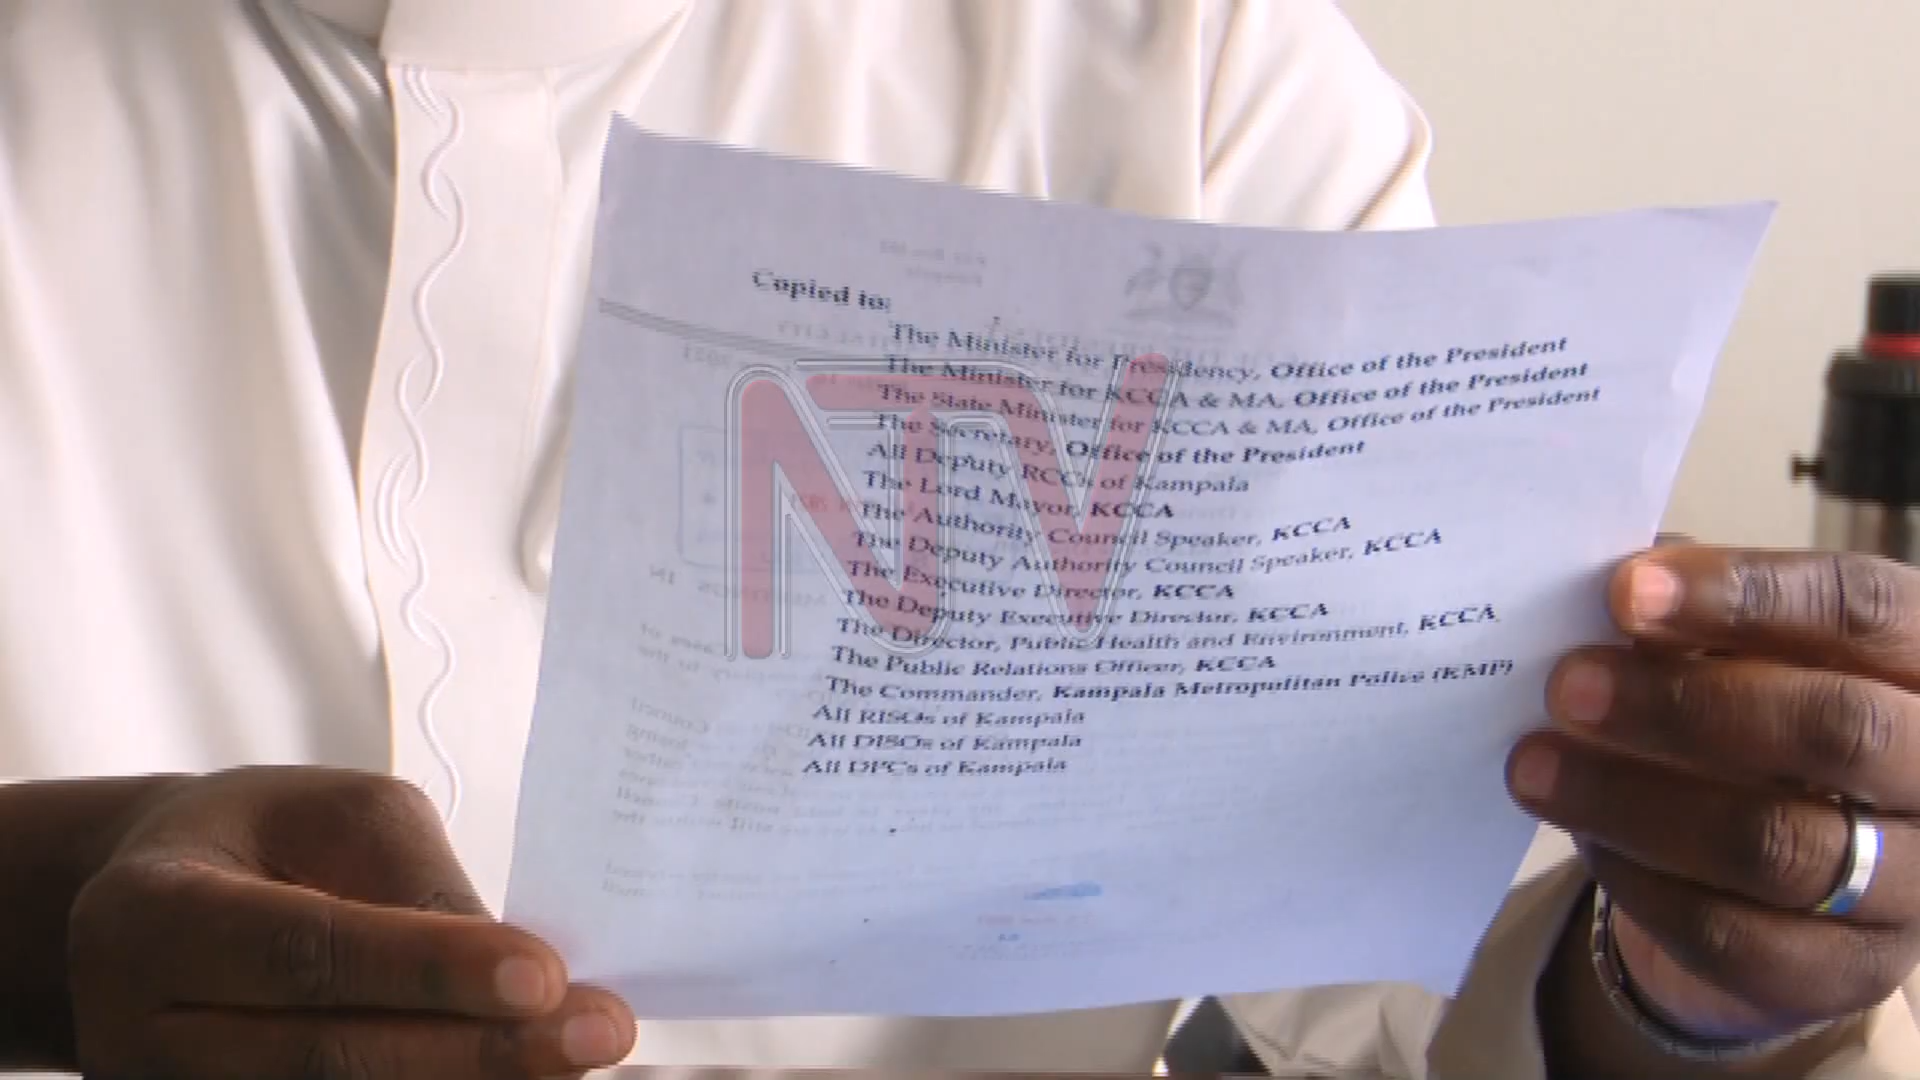 Copied to:
The Minister for Presidency, Office of the President
The Minister for KCCA & MA, Office of the President
The State Minister for KCCA & MA, Office of the President
The Secretary, Office of the President
All Deputy RCCs of Kampala
The Lord Mayor, KCCA
The Authority Council Speaker, KCCA
The Deputy Authority Council Speaker, KCCA
The Executive Director, KCCA
The Deputy Executive Director, KCCA
The Director, Public Health and Environment, KCCA
The Public Relations Officer, KCCA
The Commander, Kampala Metropolitan Police (KMP)
All RISOs of Kampala
All DISOs of Kampala
All DPC's of Kampala
NTV